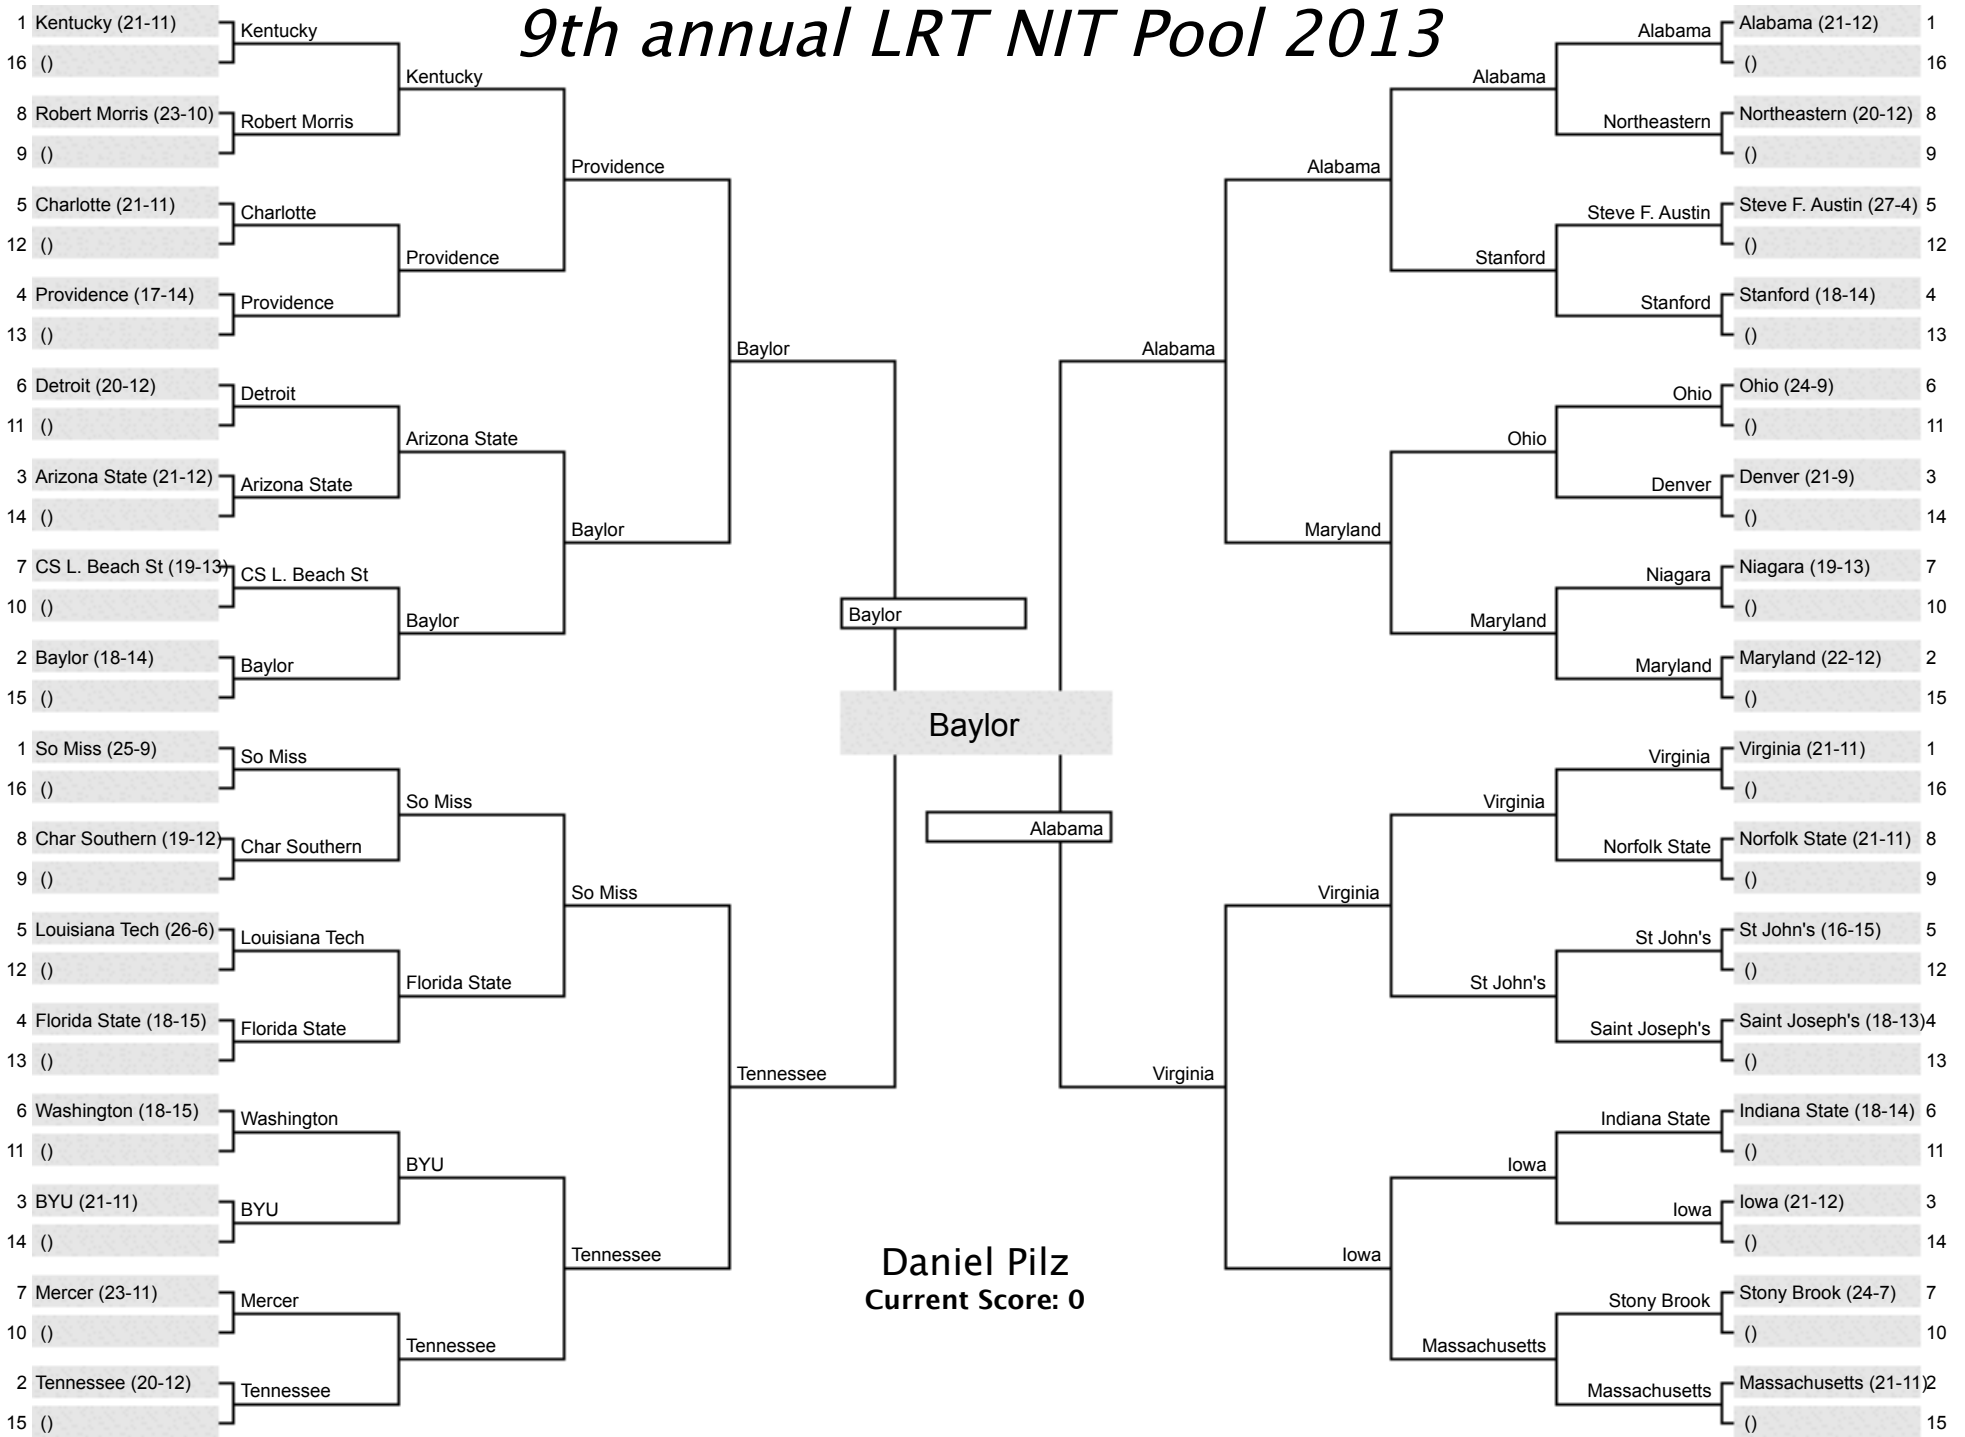 9th annual LRT NIT Pool 2013
1 Kentucky (21-11)
Kentucky
16 ()
Kentucky
8 Robert Morris (23-10)
Robert Morris
9 ()
Providence
5 Charlotte (21-11)
Charlotte
12 ()
Providence
4 Providence (17-14)
Providence
13 ()
Baylor
6 Detroit (20-12)
Detroit
11 ()
Arizona State
3 Arizona State (21-12)
Arizona State
14 ()
Baylor
7 CS L. Beach St (19-13)
CS L. Beach St
10 ()
Baylor
2 Baylor (18-14)
Baylor
15 ()
1 So Miss (25-9)
So Miss
16 ()
So Miss
8 Char Southern (19-12)
Char Southern
9 ()
So Miss
5 Louisiana Tech (26-6)
Louisiana Tech
12 ()
Florida State
4 Florida State (18-15)
Florida State
13 ()
Tennessee
6 Washington (18-15)
Washington
11 ()
BYU
3 BYU (21-11)
BYU
14 ()
Tennessee
7 Mercer (23-11)
Mercer
10 ()
Tennessee
2 Tennessee (20-12)
Tennessee
15 ()
Baylor
Baylor
Alabama
Daniel Pilz
Current Score: 0
Alabama (21-12) 1
Alabama
() 16
Alabama
Northeastern (20-12) 8
Northeastern
() 9
Alabama
Steve F. Austin (27-4) 5
Steve F. Austin
() 12
Stanford
Stanford (18-14) 4
Stanford
() 13
Alabama
Ohio (24-9) 6
Ohio
() 11
Ohio
Denver (21-9) 3
Denver
() 14
Maryland
Niagara (19-13) 7
Niagara
() 10
Maryland
Maryland (22-12) 2
Maryland
() 15
Virginia (21-11) 1
Virginia
() 16
Virginia
Norfolk State (21-11) 8
Norfolk State
() 9
Virginia
St John's (16-15) 5
St John's
() 12
St John's
Saint Joseph's (18-13) 4
Saint Joseph's
() 13
Virginia
Indiana State (18-14) 6
Indiana State
() 11
Iowa
Iowa (21-12) 3
Iowa
() 14
Iowa
Stony Brook (24-7) 7
Stony Brook
() 10
Massachusetts
Massachusetts (21-11) 2
Massachusetts
() 15